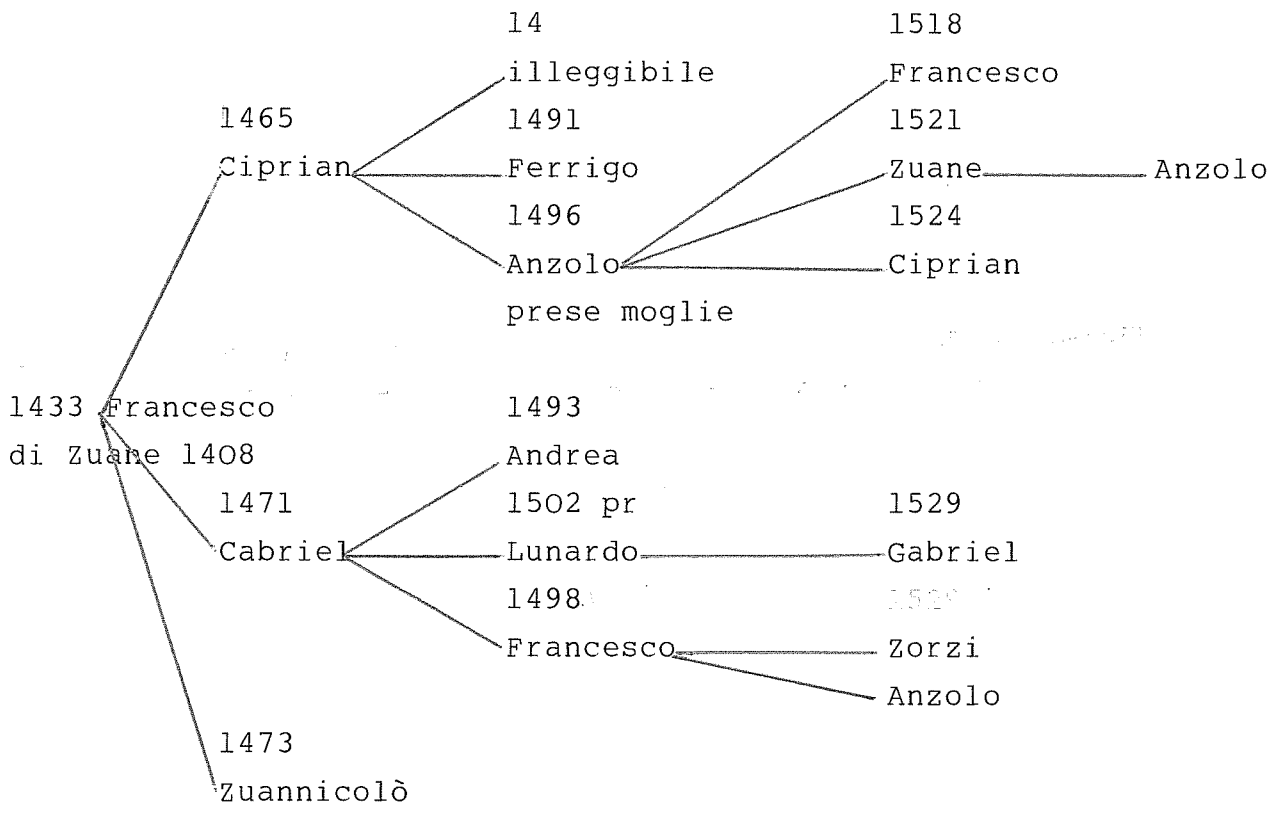 14 1518
illeggibile Francesco
1465 1491 1521
Ciprian Ferrigo Zuane Anzolo
1496 1524
Anzolo Ciprian
prese moglie
1433 Francesco 1493
di Zuane 1408 Andrea
1471 1502 pr 1529
Cabriel Lunardo Gabriel
1498
Francesco Zorzi
Anzolo
1473
Zuannicolò